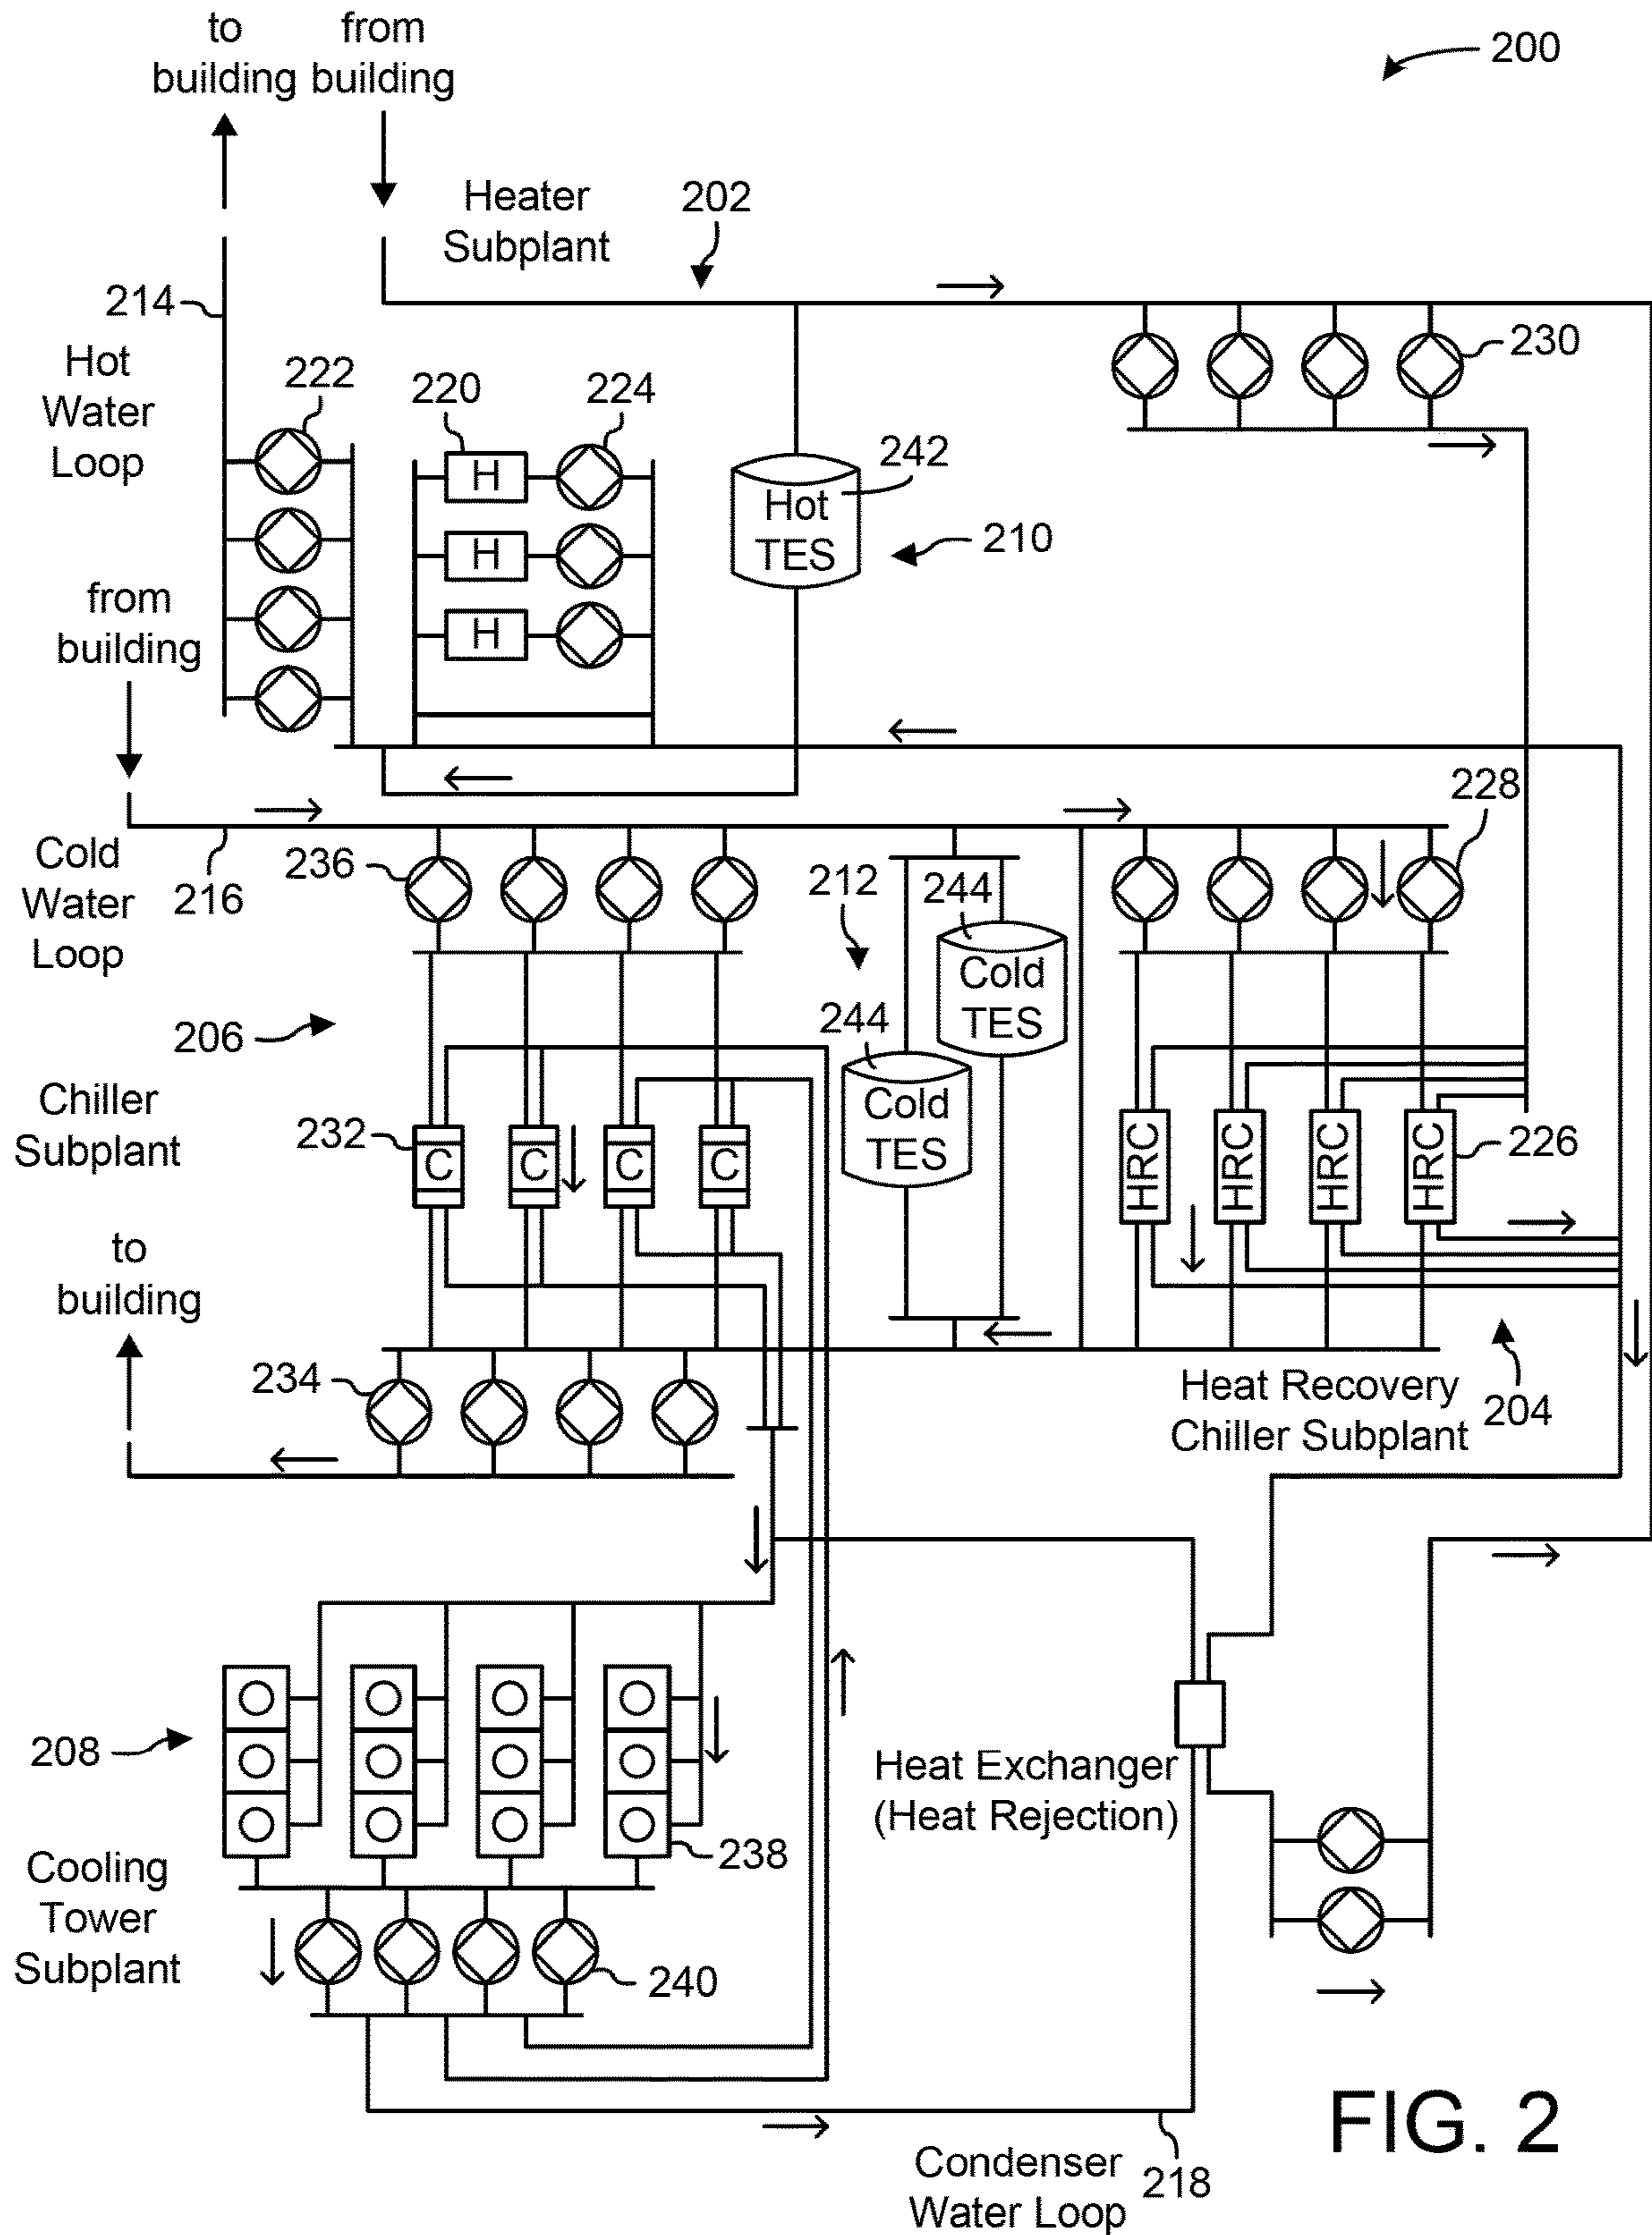 to
building
from
building
200
Heater
Subplant
202
214
Hot
Water
Loop
222
220
H
H
H
224
Hot
TES
242
210
230
from
building
228
Cold
Water
Loop
216
236
212
244
Cold
TES
244
Cold
TES
206
Chiller
Subplant
232
C
C
C
C
HRC
HRC
HRC
HRC
226
to
building
234
Heat Recovery
Chiller Subplant
204
208
238
Heat Exchanger
(Heat Rejection)
Cooling
Tower
Subplant
240
Condenser
Water Loop
218
FIG. 2